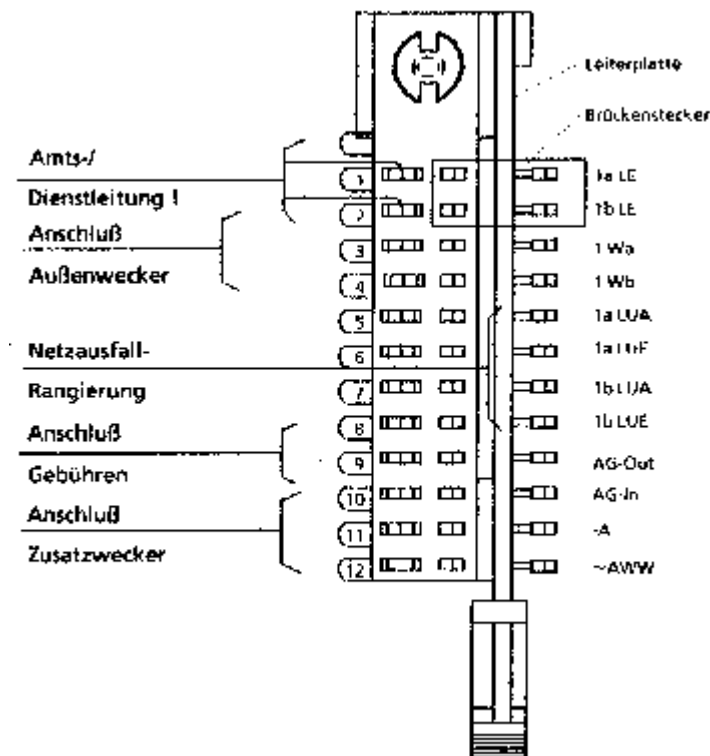 Leiterplatte
Brückenstecker
Amts-/
Dienstleitung 1
Anschluß
Außenwecker
Netzausfall-
Rangierung
Anschluß
Gebühren
Anschluß
Zusatzwecker
1 1a LE
2 1b LE
3 1 Wa
4 1 Wb
5 1a LUA
6 1a LUE
7 1b LUA
8 1b LUE
9 AG-Out
10 AG-In
11 -A
12 ~AWW